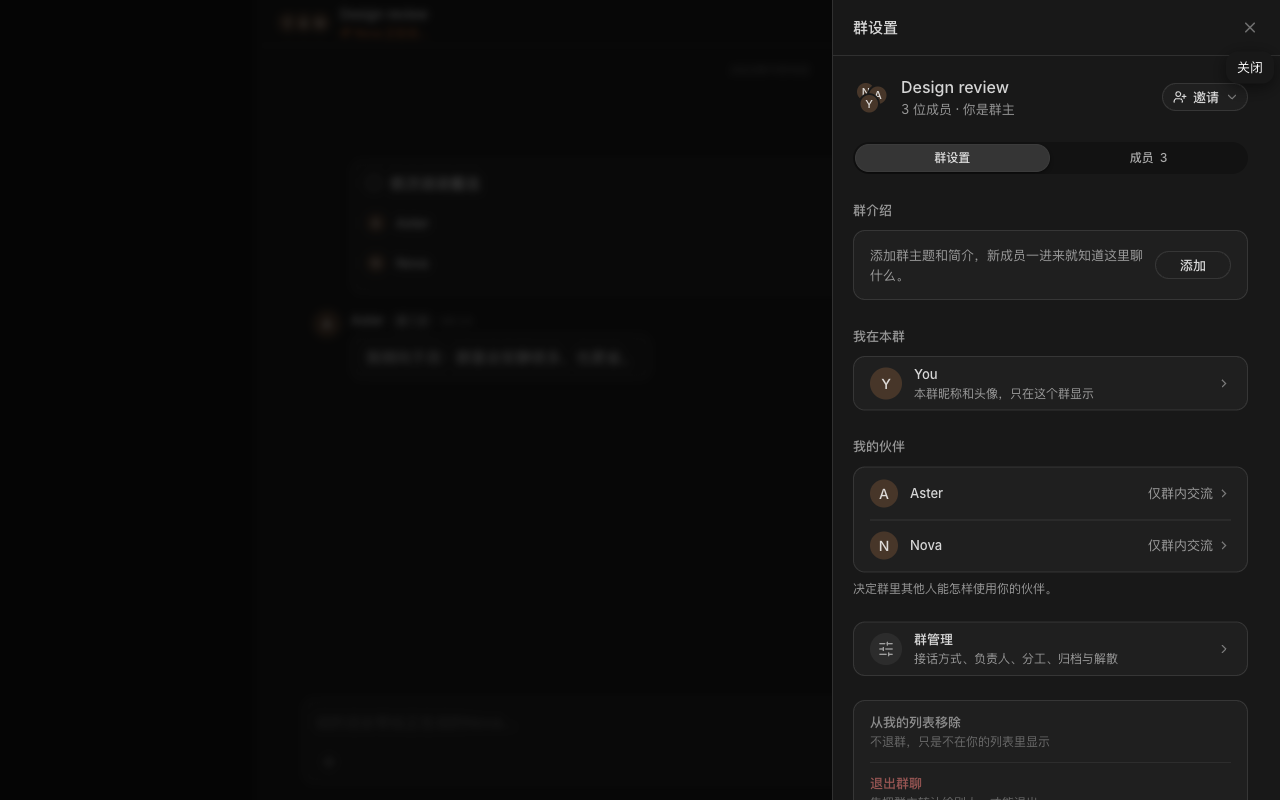 Design review
群设置
关闭
N A Y
Design review
3 位成员 · 你是群主
邀请
群设置
成员 3
群介绍
添加群主题和简介，新成员一进来就知道这里聊
什么。
添加
我在本群
Y
You
本群昵称和头像，只在这个群显示
我的伙伴
A
Aster
仅群内交流
N
Nova
仅群内交流
决定群里其他人能怎样使用你的伙伴。
群管理
接话方式、负责人、分工、归档与解散
从我的列表移除
不退群，只是不在你的列表里显示
退出群聊